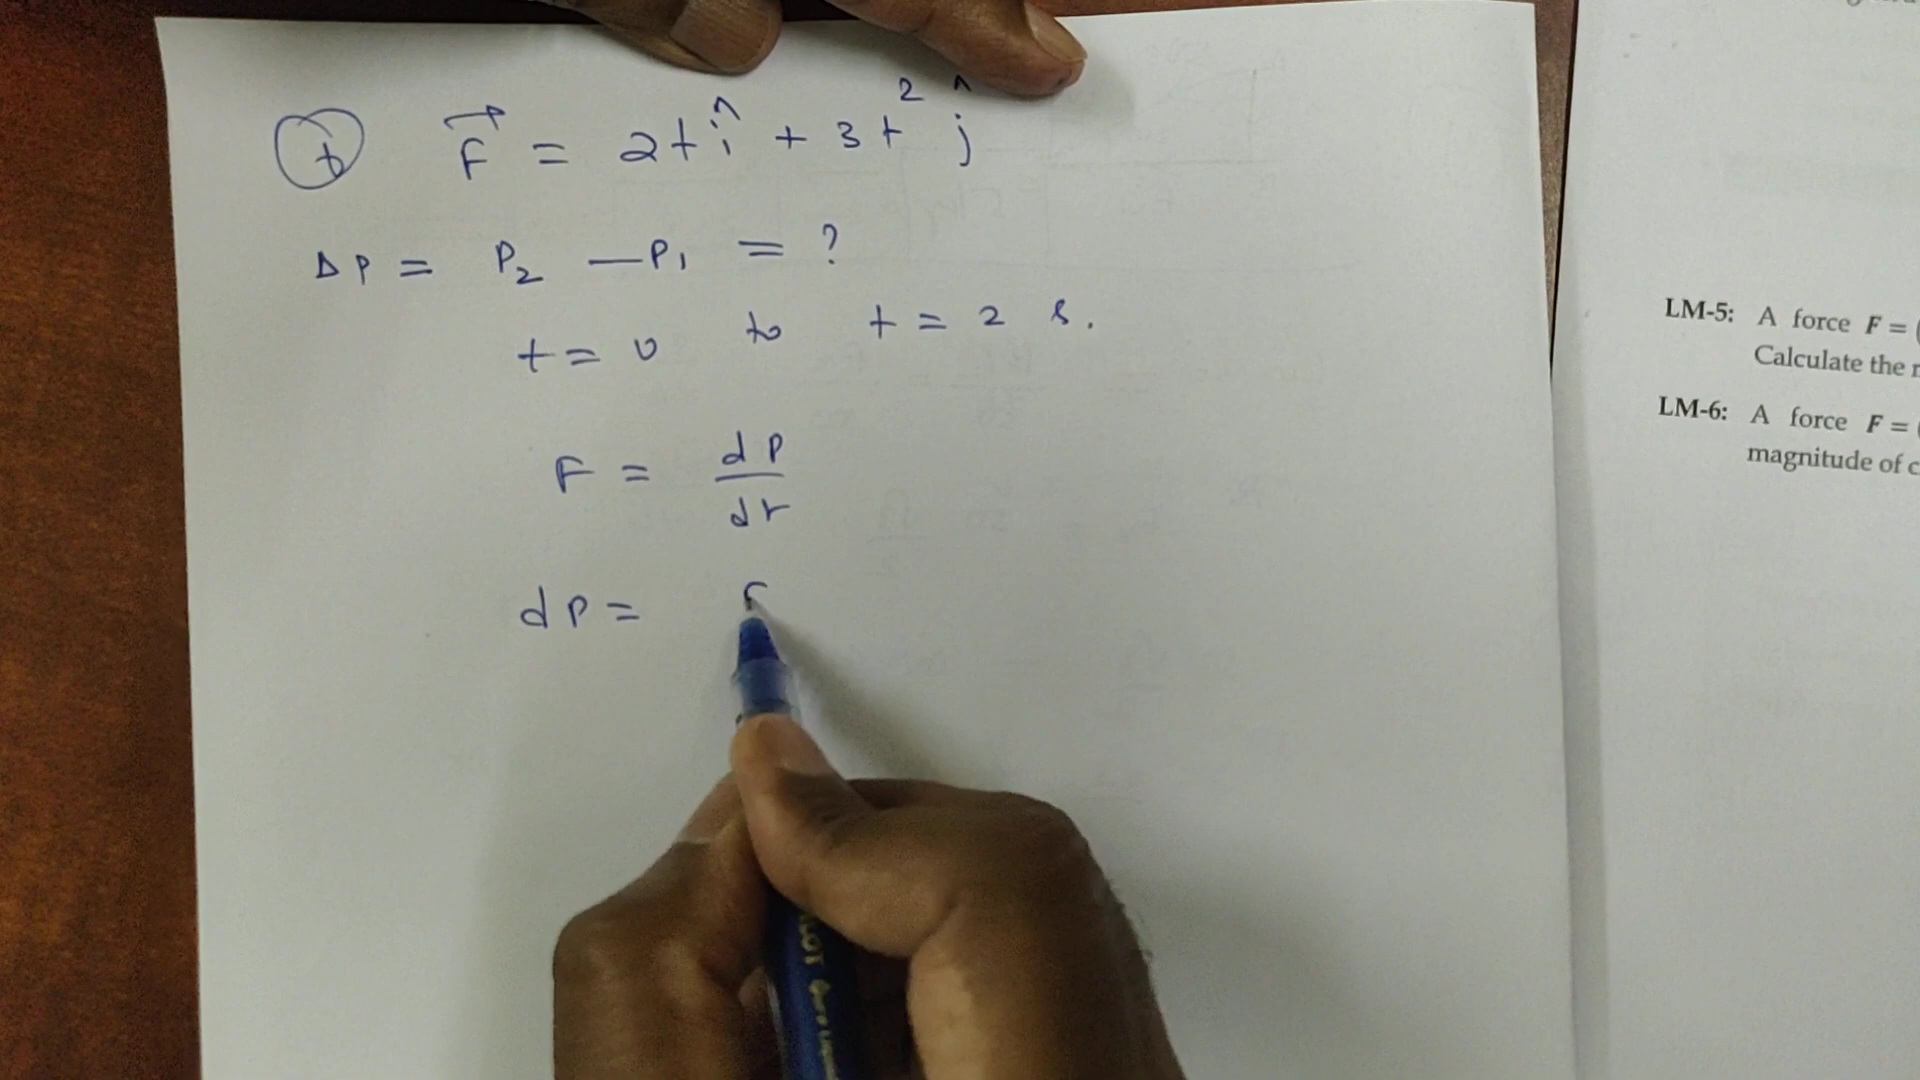 t F = 2t î + 3t² ĵ
ΔP = P₂ — P₁ = ?
t = 0 to t = 2 s.
F = dP/dt
dP =
LM-5: A force F =
Calculate the
LM-6: A force F =
magnitude of
PILOT